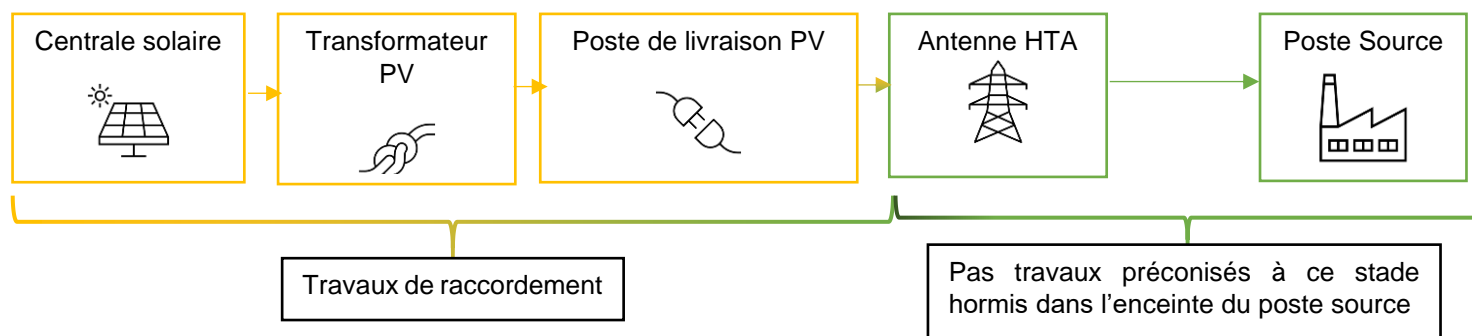 Centrale solaire
Transformateur
PV
Poste de livraison PV
Antenne HTA
Poste Source
Travaux de raccordement
Pas travaux préconisés à ce stade
hormis dans l'enceinte du poste source